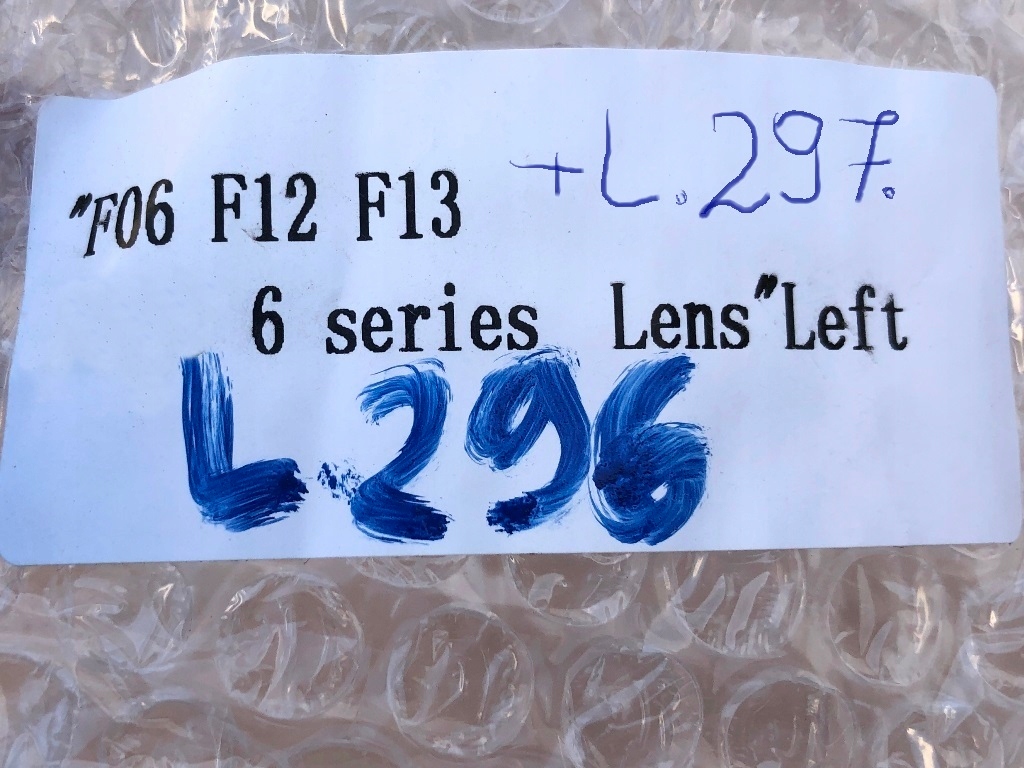 +L.297.
"F06 F12 F13
6 series Lens"Left
L.296